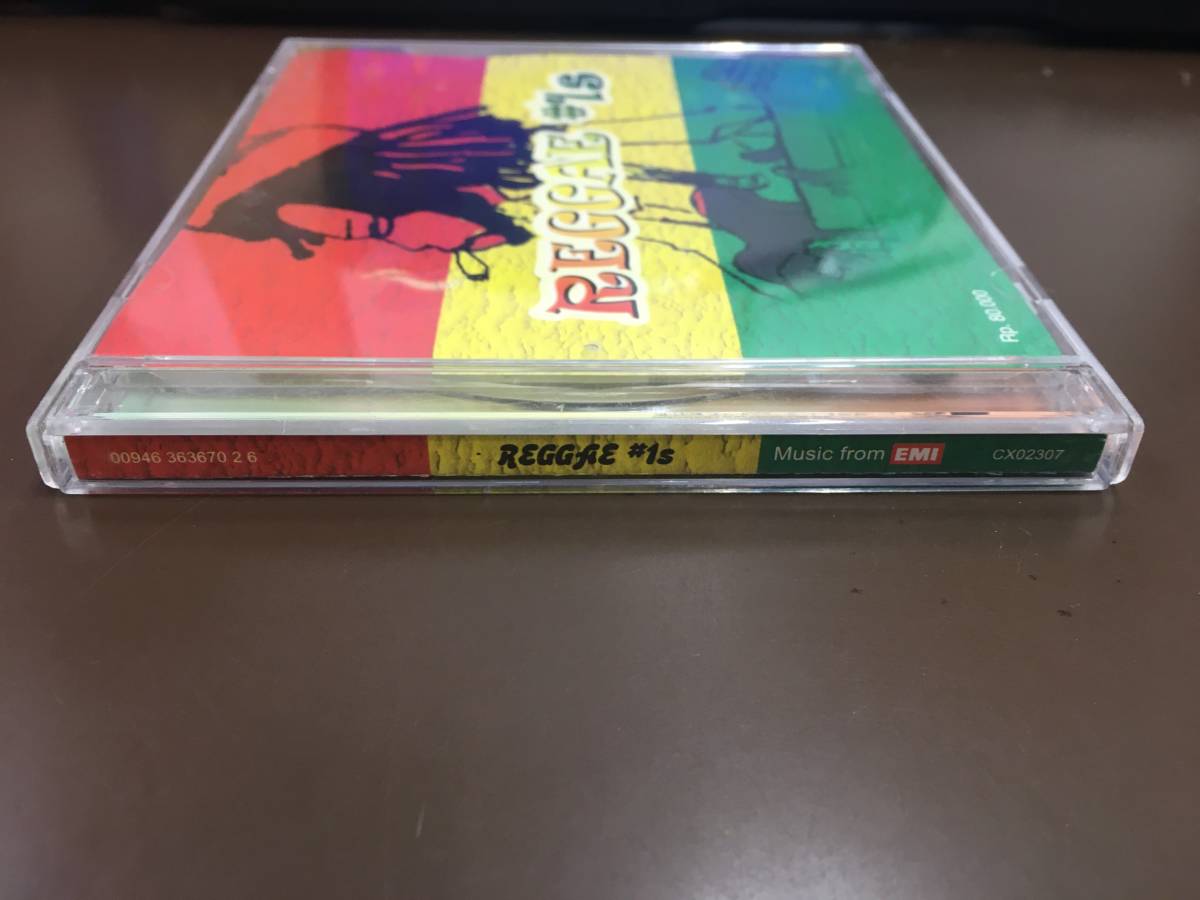 REGGAE #1s
Rp. 80.000
00946 363670 2 6
REGGAE #1s
Music from EMI
CX02307